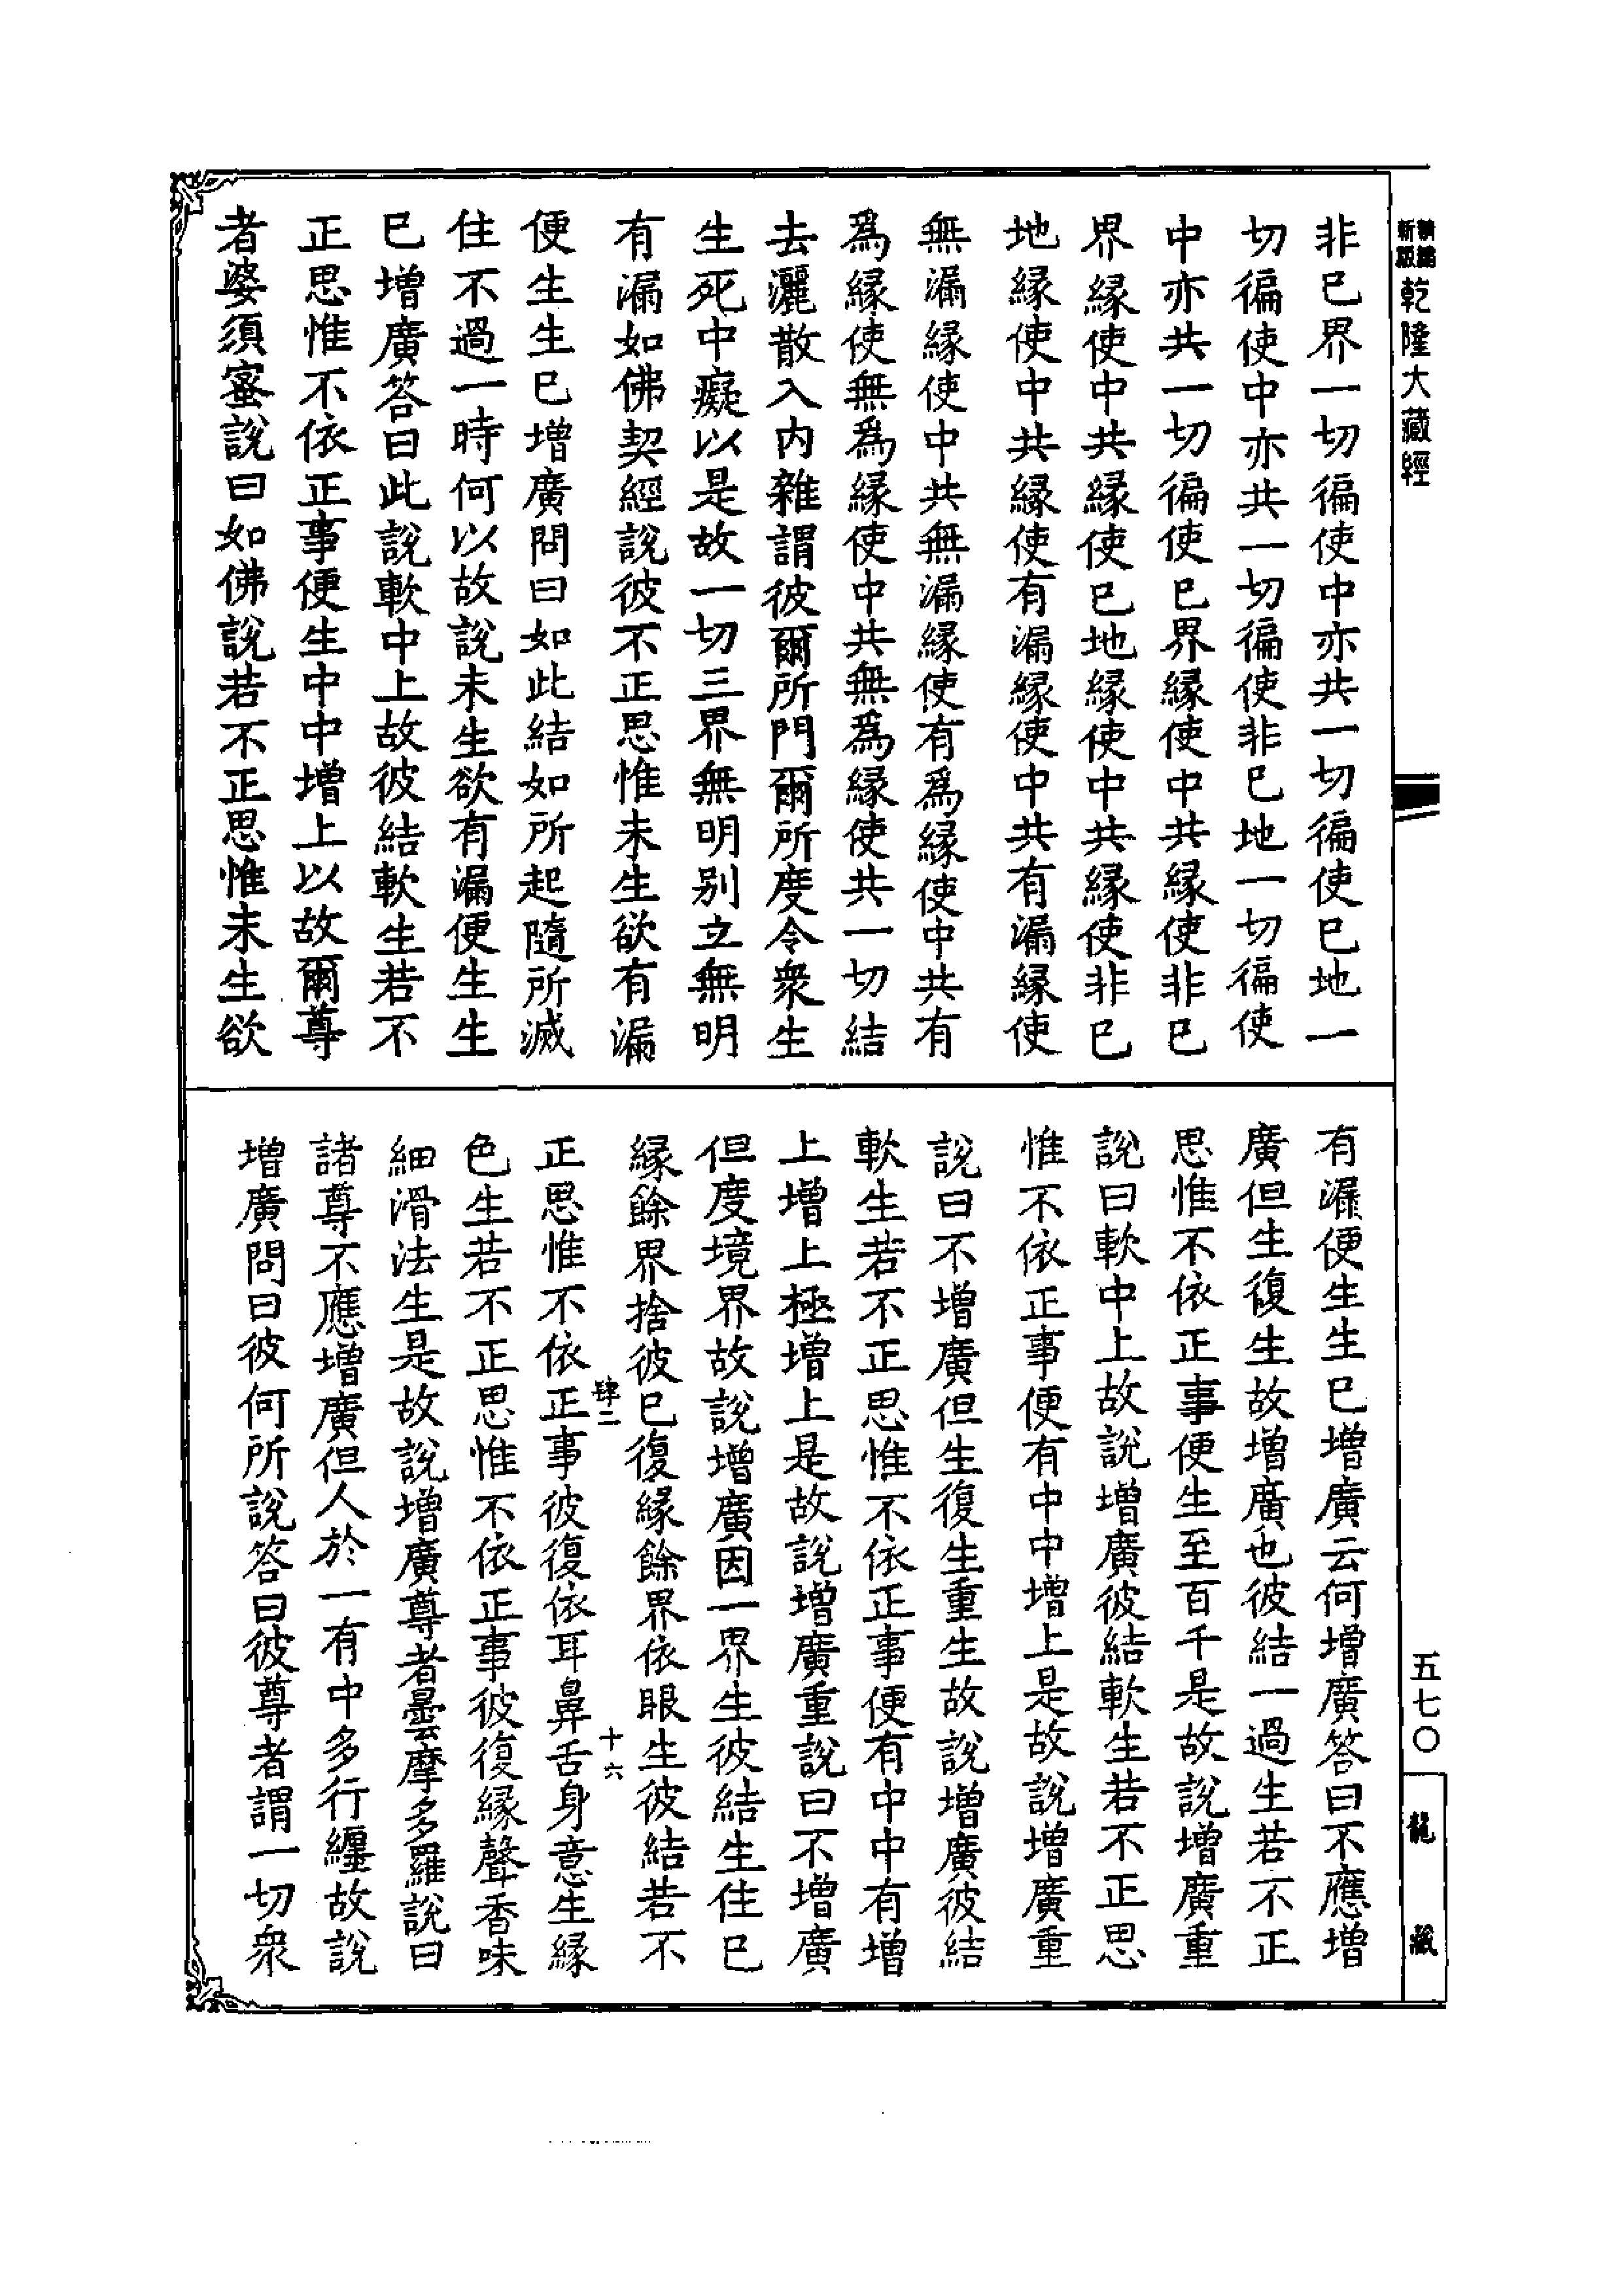 新編
新版
乾隆大藏經
非已界一切徧使中亦共一切徧使已地一
切徧使中亦共一切徧使非已地一切徧使
中亦共一切徧使已界緣使中共緣使非已
界緣使中共緣使已地緣使中共緣使非已
地緣使中共緣使有漏緣使中共有漏緣使
無漏緣使中共無漏緣使有爲緣使中共有
爲緣使無爲緣使中共無爲緣使共一切結
去灑散入内雜謂彼爾所門爾所度令衆生
生死中癡以是故一切三界無明別立無明
有漏如佛契經說彼不正思惟未生欲有漏
便生生已增廣問曰如此結如所起隨所滅
住不過一時何以故說未生欲有漏便生生
已增廣答曰此說軟中上故彼結軟生若不
正思惟不依正事便生中中增上以故爾尊
者婆須蜜說曰如佛說若不正思惟未生欲
有漏便生生已增廣云何增廣答曰不應增
廣但生復生故增廣也彼結一過生若不正
思惟不依正事便生至百千是故說增廣重
說曰軟中上故說增廣彼結軟生若不正思
惟不依正事便有中中增上是故說增廣重
說曰不增廣但生復生重生故說增廣彼結
軟生若不正思惟不依正事便有中中有增
上增上極增上是故說增廣重說曰不增廣
但度境界故說增廣因一界生彼結生住已
緣餘界捨彼已復緣餘界依眼生彼結若不
肆二
十六
正思惟不依正事彼復依耳鼻舌身意生緣
色生若不正思惟不依正事彼復緣聲香味
細滑法生是故說增廣尊者曇摩多羅說曰
諸尊不應增廣但人於一有中多行纏故說
增廣問曰彼何所說答曰彼尊者謂一切衆
五七〇
龍藏